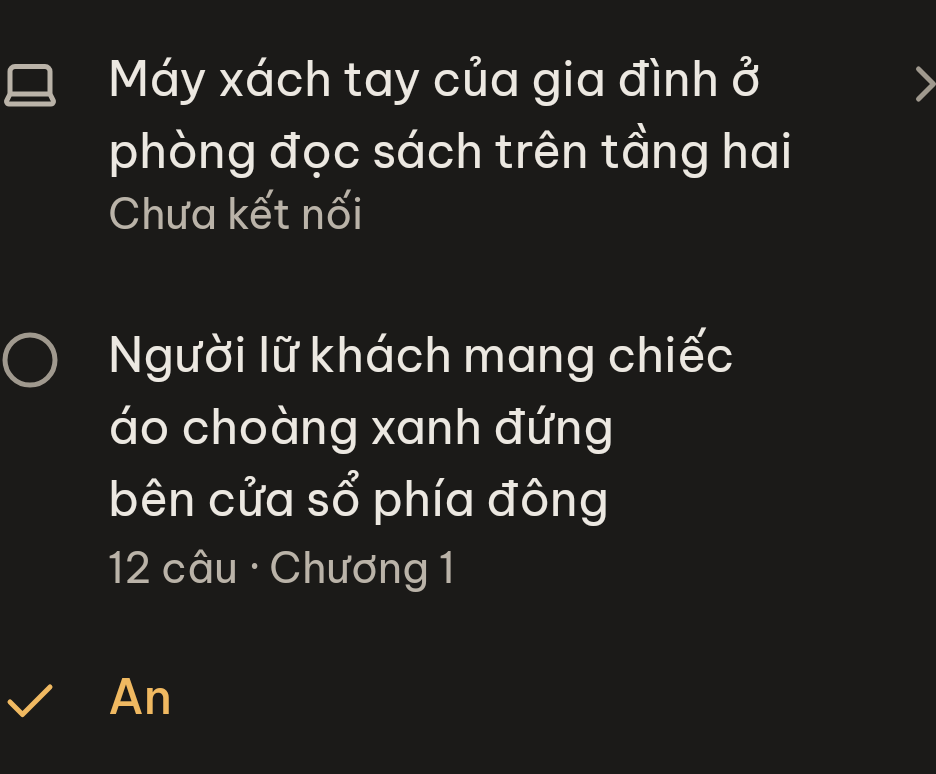 Máy xách tay của gia đình ở
phòng đọc sách trên tầng hai
Chưa kết nối
Người lữ khách mang chiếc
áo choàng xanh đứng
bên cửa sổ phía đông
12 câu · Chương 1
An